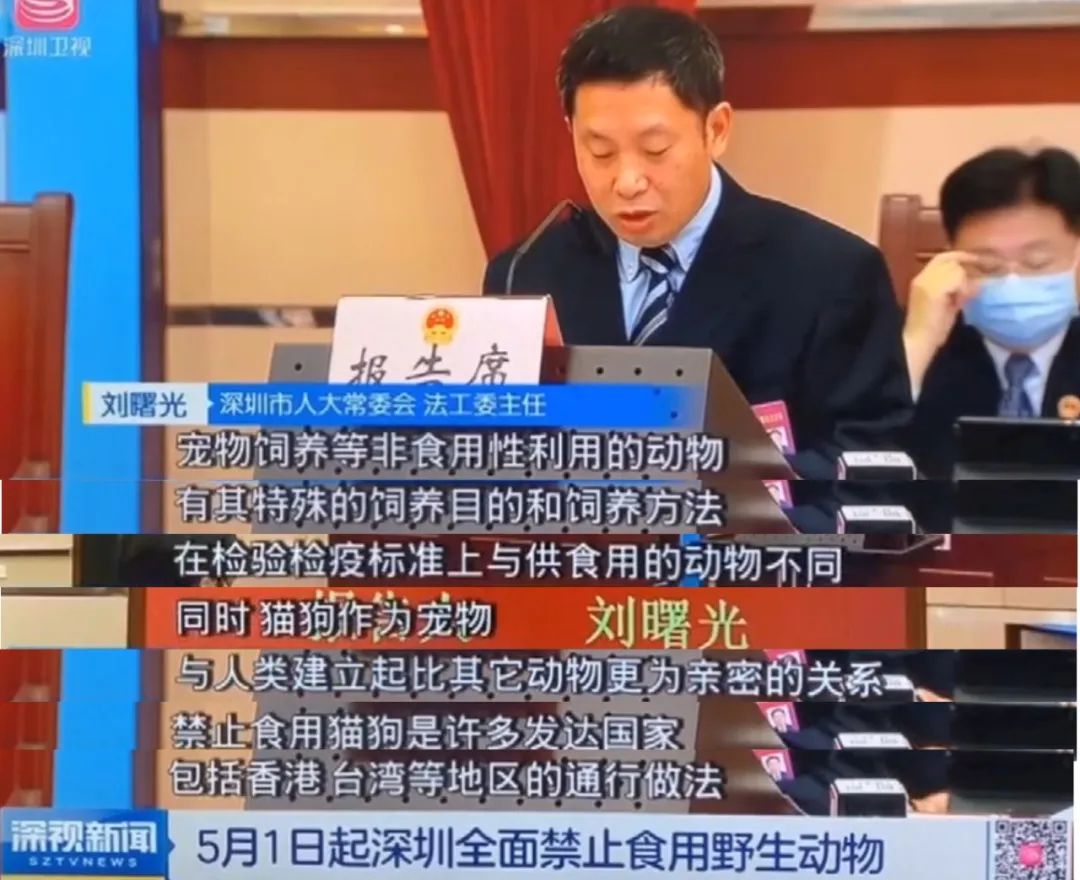 深圳卫视
报告席
刘曙光
深圳市人大常委会 法工委主任
宠物饲养等非食用性利用的动物
有其特殊的饲养目的和饲养方法
在检验检疫标准上与供食用的动物不同
同时 猫狗作为宠物
刘曙光
与人类建立起比其它动物更为亲密的关系
禁止食用猫狗是许多发达国家
包括香港 台湾等地区的通行做法
深视新闻
SZTVNEWS
5月1日起深圳全面禁止食用野生动物